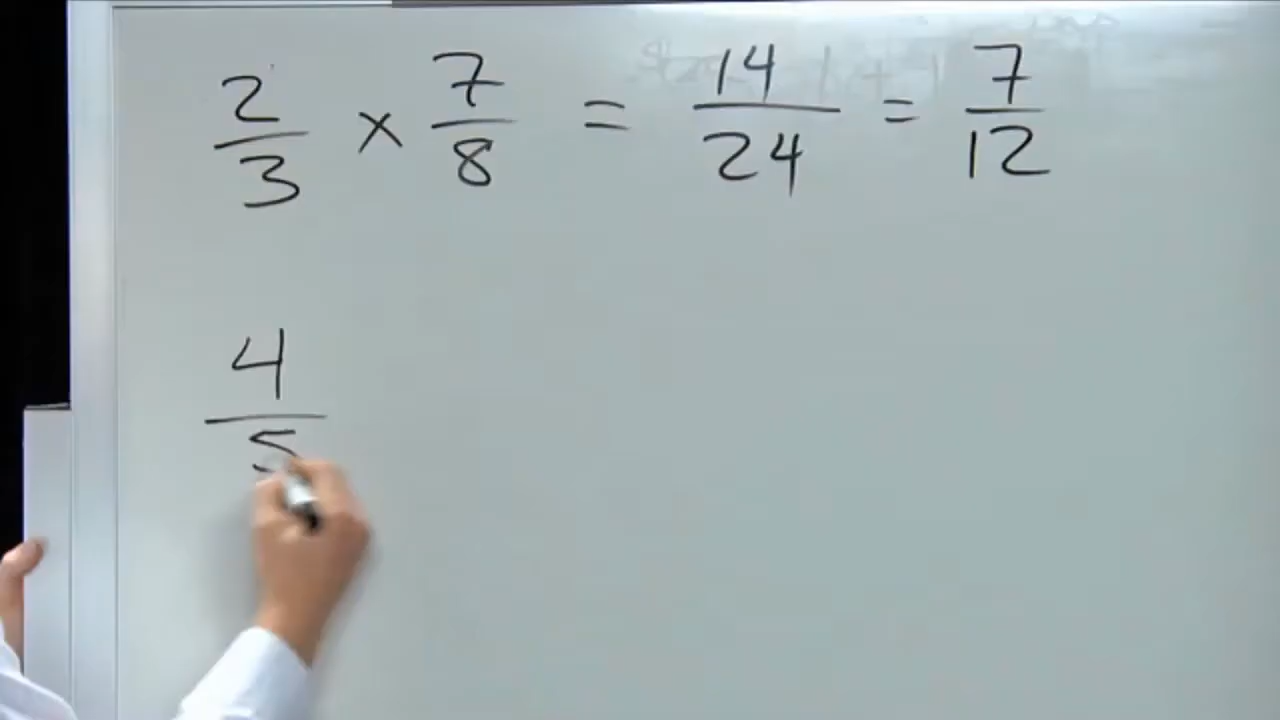 2/3 × 7/8 = 14/24 = 7/12
4/5